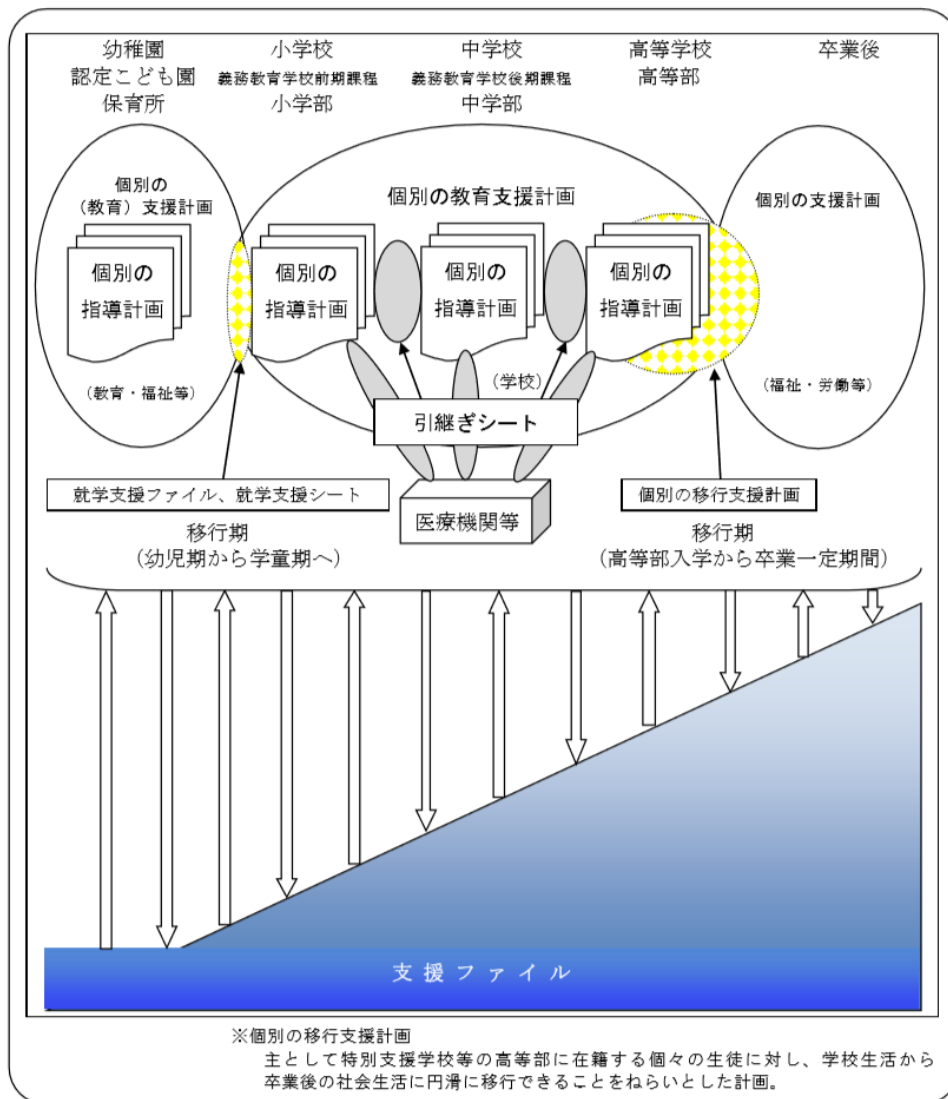 幼稚園
認定こども園
保育所
小学校
義務教育学校前期課程
小学部
中学校
義務教育学校後期課程
中学部
高等学校
高等部
卒業後
個別の
（教育）支援計画
個別の教育支援計画
個別の支援計画
個別の
指導計画
個別の
指導計画
個別の
指導計画
個別の
指導計画
（教育・福祉等）
（学校）
（福祉・労働等）
引継ぎシート
就学支援ファイル、就学支援シート
医療機関等
個別の移行支援計画
移行期
（幼児期から学童期へ）
移行期
（高等部入学から卒業一定期間）
支援ファイル
※個別の移行支援計画
主として特別支援学校等の高等部に在籍する個々の生徒に対し、学校生活から
卒業後の社会生活に円滑に移行できることをねらいとした計画。